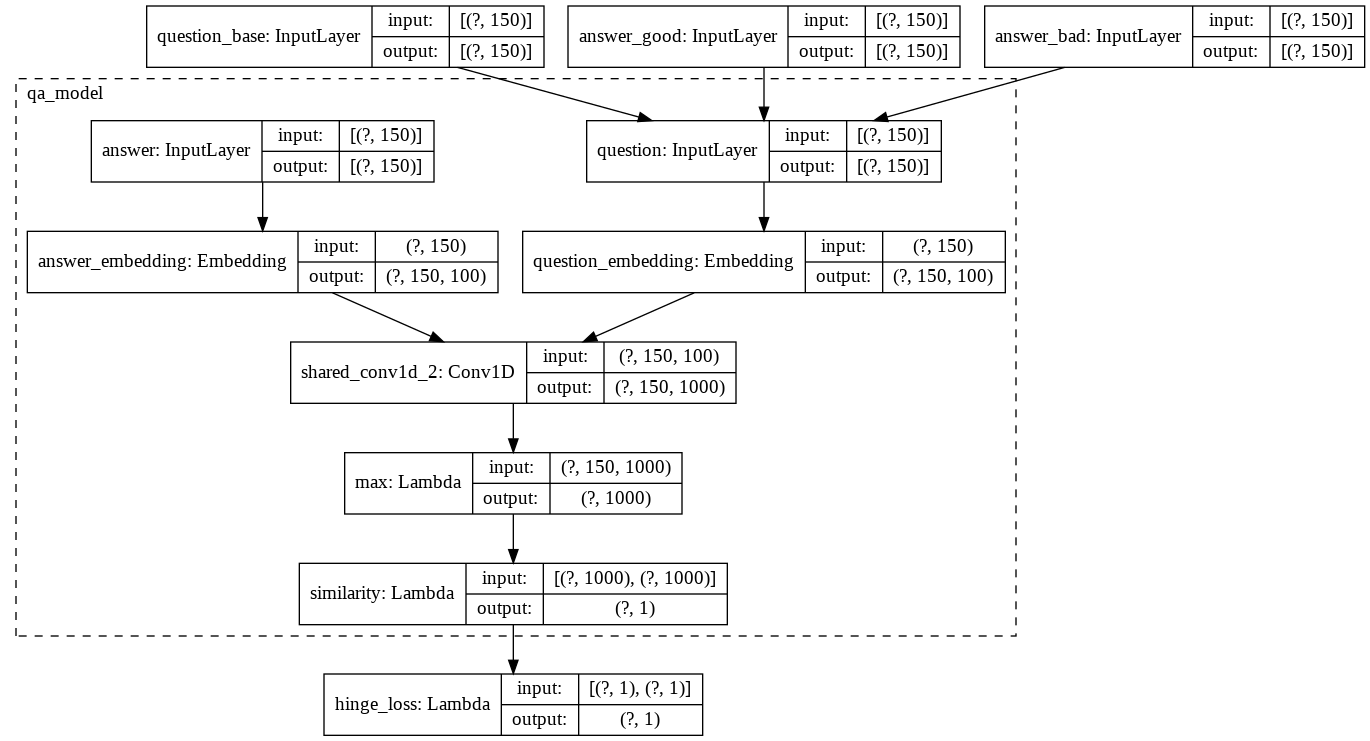 question_base: InputLayer input: [(?, 150)] output: [(?, 150)]
answer_good: InputLayer input: [(?, 150)] output: [(?, 150)]
answer_bad: InputLayer input: [(?, 150)] output: [(?, 150)]
qa_model
answer: InputLayer input: [(?, 150)] output: [(?, 150)]
question: InputLayer input: [(?, 150)] output: [(?, 150)]
answer_embedding: Embedding input: (?, 150) output: (?, 150, 100)
question_embedding: Embedding input: (?, 150) output: (?, 150, 100)
shared_conv1d_2: Conv1D input: (?, 150, 100) output: (?, 150, 1000)
max: Lambda input: (?, 150, 1000) output: (?, 1000)
similarity: Lambda input: [(?, 1000), (?, 1000)] output: (?, 1)
hinge_loss: Lambda input: [(?, 1), (?, 1)] output: (?, 1)